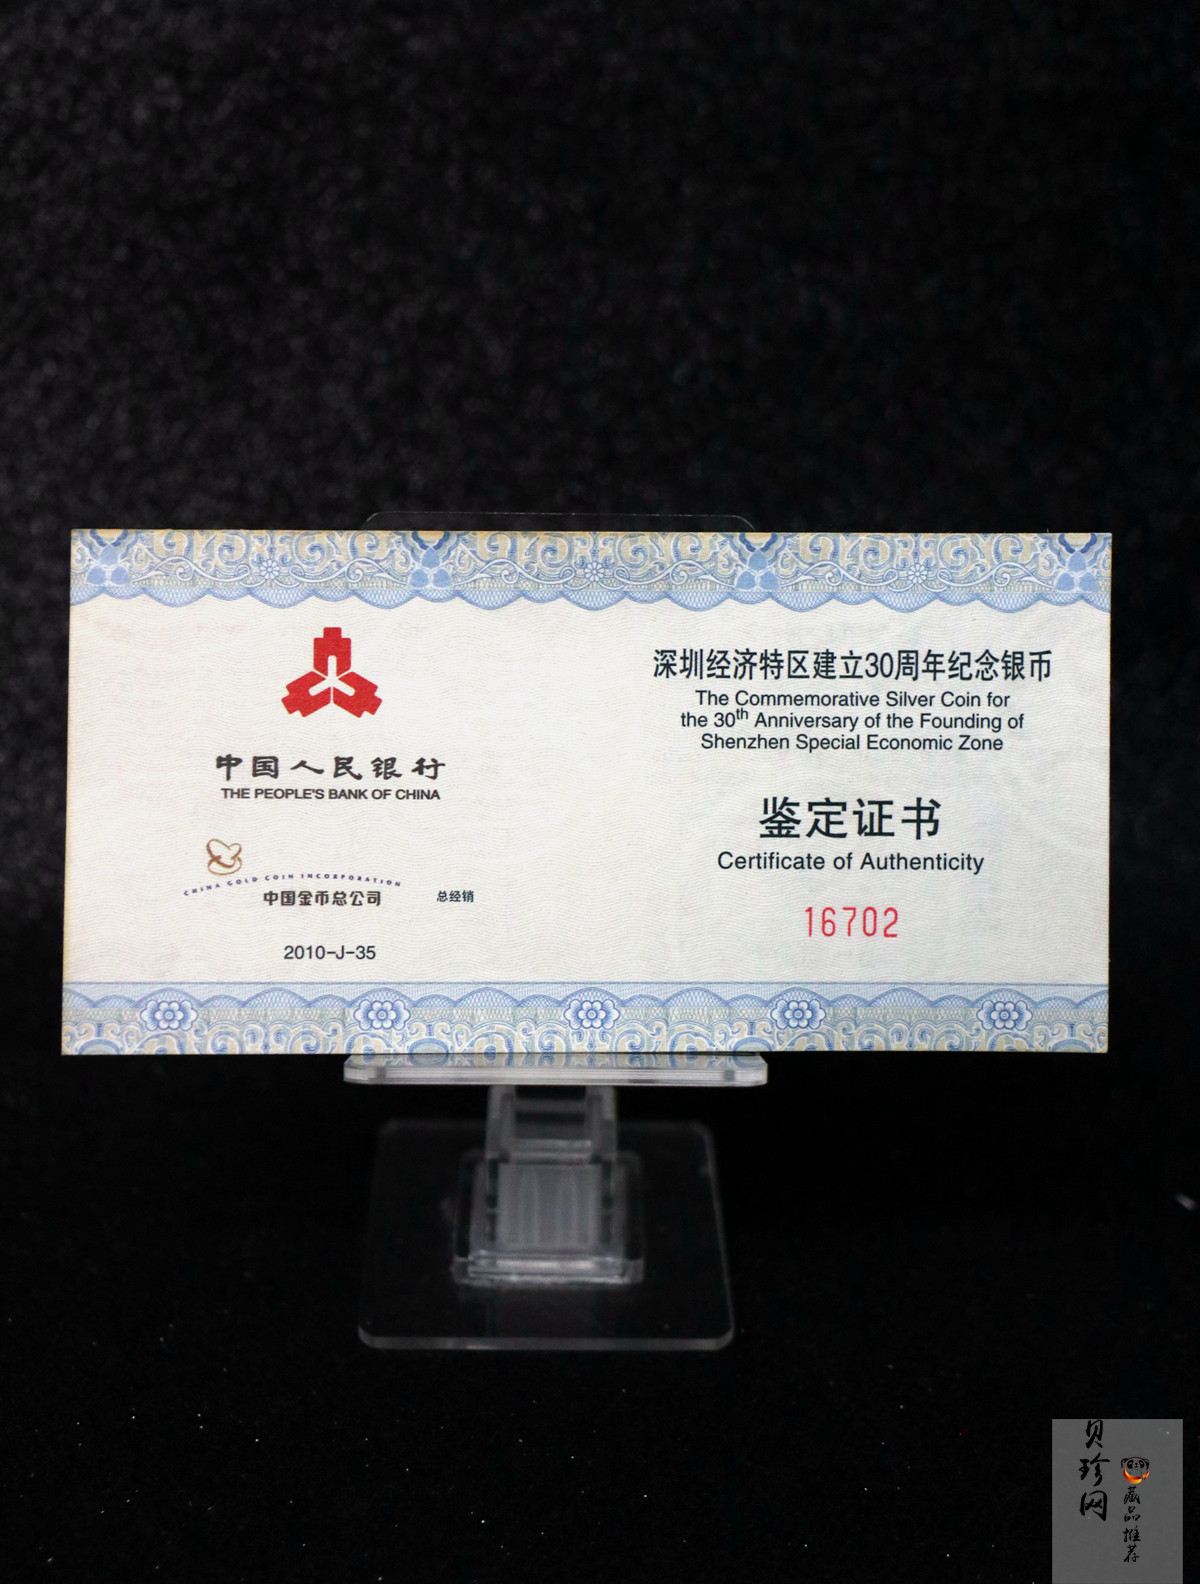 中国人民银行
THE PEOPLE'S BANK OF CHINA
CHINA GOLD COIN INCORPORATION
中国金币总公司 总经销
2010-J-35
深圳经济特区建立30周年纪念银币
The Commemorative Silver Coin for
the 30th Anniversary of the Founding of
Shenzhen Special Economic Zone
鉴定证书
Certificate of Authenticity
16702
贝珍网
藏品推荐